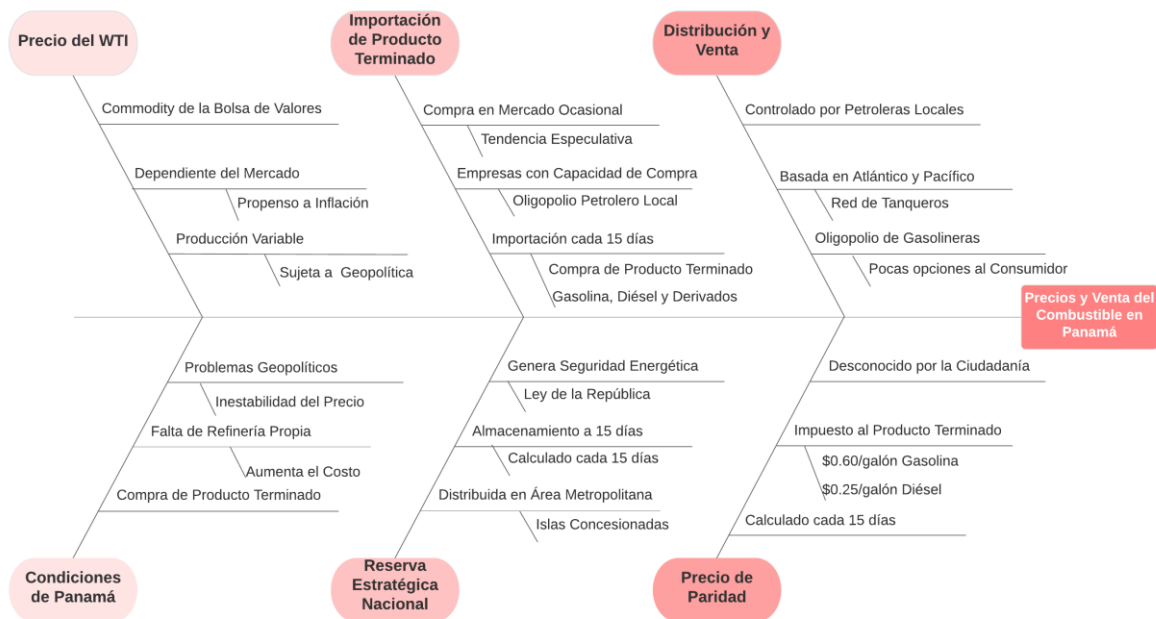 Precio del WTI
Commodity de la Bolsa de Valores
Dependiente del Mercado
Propenso a Inflación
Producción Variable
Sujeta a Geopolítica
Importación
de Producto
Terminado
Compra en Mercado Ocasional
Tendencia Especulativa
Empresas con Capacidad de Compra
Oligopolio Petrolero Local
Importación cada 15 días
Compra de Producto Terminado
Gasolina, Diésel y Derivados
Distribución y
Venta
Controlado por Petroleras Locales
Basada en Atlántico y Pacífico
Red de Tanqueros
Oligopolio de Gasolineras
Pocas opciones al Consumidor
Precios y Venta del
Combustible en
Panamá
Problemas Geopolíticos
Inestabilidad del Precio
Falta de Refinería Propia
Aumenta el Costo
Compra de Producto Terminado
Condiciones
de Panamá
Genera Seguridad Energética
Ley de la República
Almacenamiento a 15 días
Calculado cada 15 días
Distribuida en Área Metropolitana
Islas Concesionadas
Reserva
Estratégica
Nacional
Desconocido por la Ciudadanía
Impuesto al Producto Terminado
$0.60/galón Gasolina
$0.25/galón Diésel
Calculado cada 15 días
Precio de
Paridad